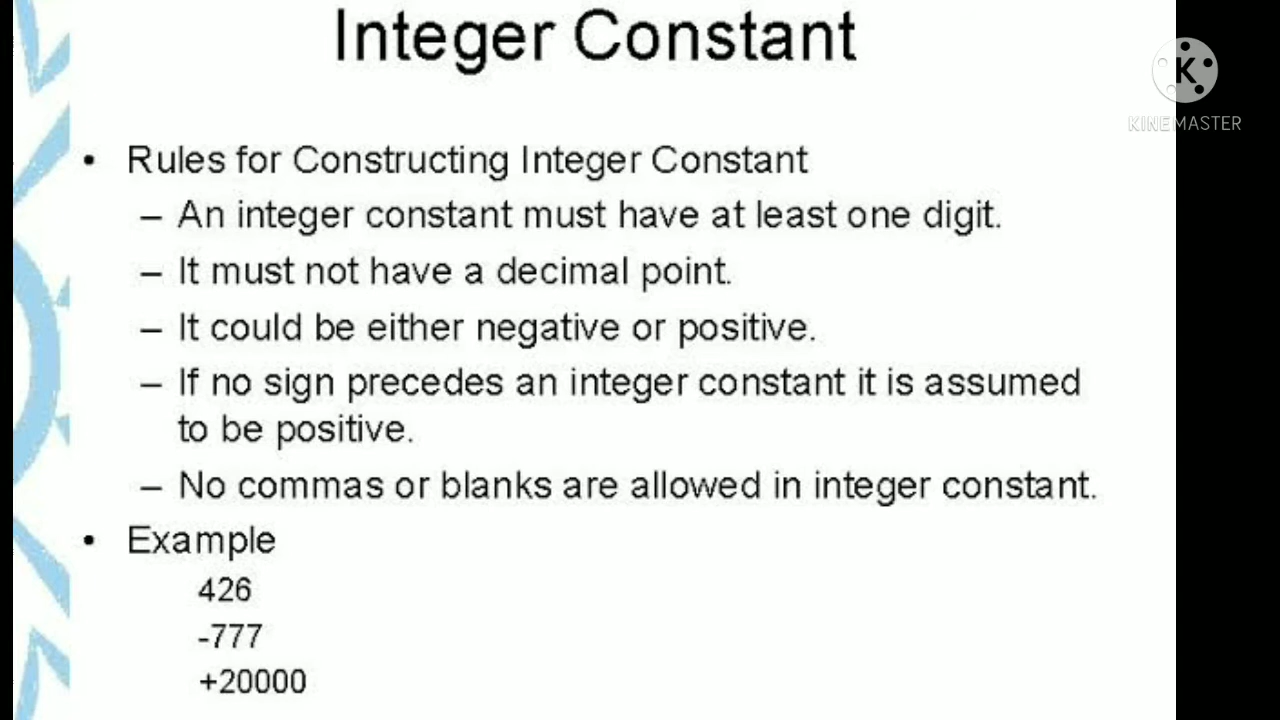 Integer Constant
K
KINEMASTER
• Rules for Constructing Integer Constant
– An integer constant must have at least one digit.
– It must not have a decimal point.
– It could be either negative or positive.
– If no sign precedes an integer constant it is assumed
to be positive.
– No commas or blanks are allowed in integer constant.
• Example
426
-777
+20000